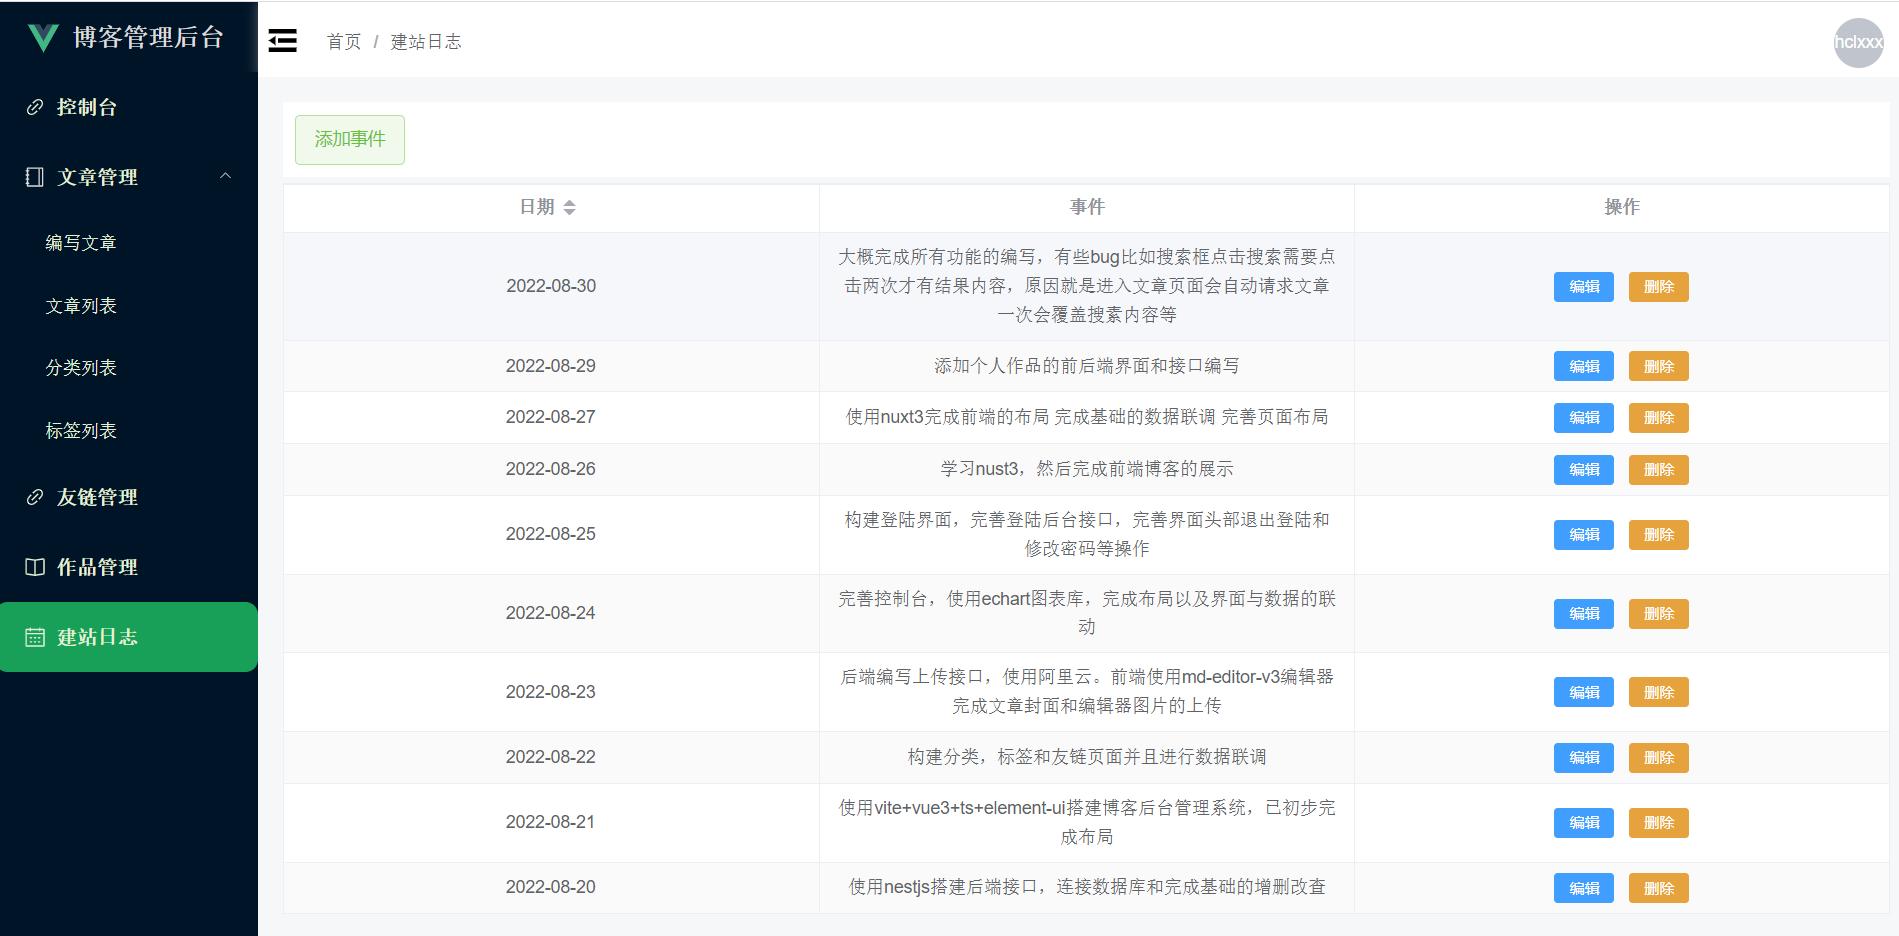 博客管理后台
首页 / 建站日志
hclxxx
控制台
文章管理
编写文章
文章列表
分类列表
标签列表
友链管理
作品管理
建站日志
添加事件
日期 事件 操作
2022-08-30
大概完成所有功能的编写，有些bug比如搜索框点击搜索需要点
击两次才有结果内容，原因就是进入文章页面会自动请求文章
一次会覆盖搜素内容等
编辑 删除
2022-08-29 添加个人作品的前后端界面和接口编写 编辑 删除
2022-08-27 使用nuxt3完成前端的布局 完成基础的数据联调 完善页面布局 编辑 删除
2022-08-26 学习nust3，然后完成前端博客的展示 编辑 删除
2022-08-25
构建登陆界面，完善登陆后台接口，完善界面头部退出登陆和
修改密码等操作
编辑 删除
2022-08-24
完善控制台，使用echart图表库，完成布局以及界面与数据的联
动
编辑 删除
2022-08-23
后端编写上传接口，使用阿里云。前端使用md-editor-v3编辑器
完成文章封面和编辑器图片的上传
编辑 删除
2022-08-22 构建分类，标签和友链页面并且进行数据联调 编辑 删除
2022-08-21
使用vite+vue3+ts+element-ui搭建博客后台管理系统，已初步完
成布局
编辑 删除
2022-08-20 使用nestjs搭建后端接口，连接数据库和完成基础的增删改查 编辑 删除